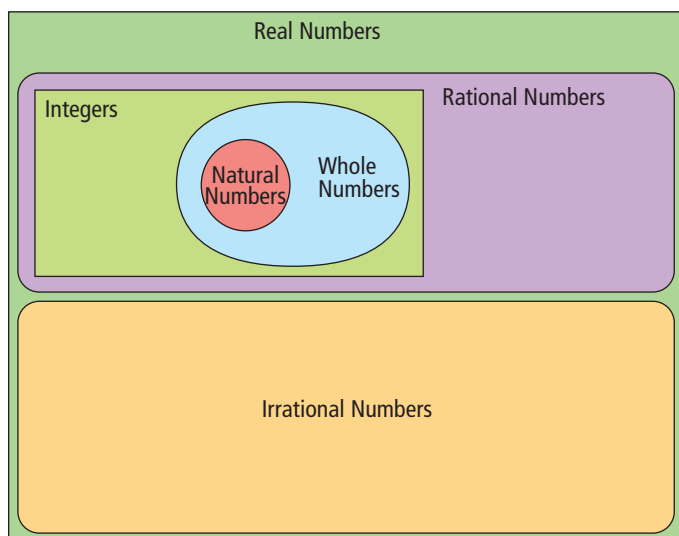 Real Numbers
Rational Numbers
Integers
Natural
Numbers
Whole
Numbers
Irrational Numbers